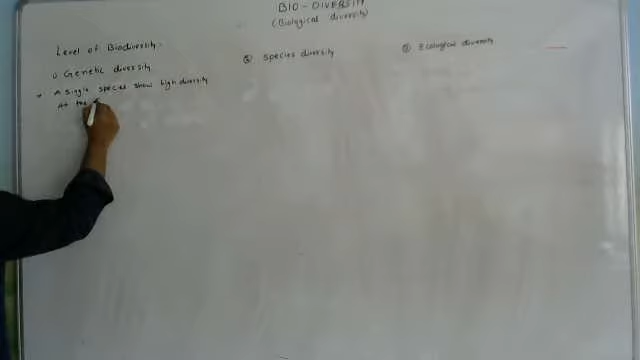 BIO - DIVERSITY
(Biological diversity)
Level of Biodiversity.
① Genetic diversity
② Species diversity
③ Ecological diversity
→ A single species show high diversity
At the